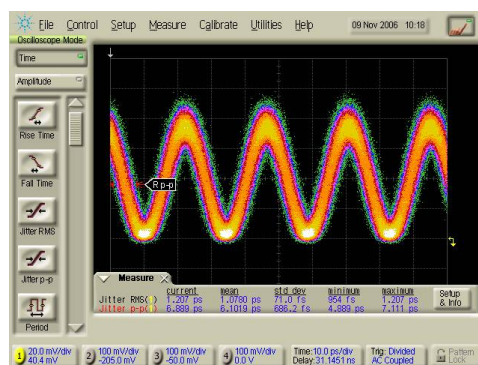 File Control Setup Measure Calibrate Utilities Help 09 Nov 2006 10:18
Oscilloscope Mode
Time
Amplitude
Rise Time
Fall Time
Jitter RMS
Jitter p-p
Period
R p-p
Measure
current mean std dev minimum maximum
Jitter RMS( ) 1.207 ps 1.0780 ps 71.0 fs 954 fs 1.207 ps
Jitter p-p( ) 6.889 ps 6.1019 ps 686.2 fs 4.889 ps 7.111 ps
Setup & Info
1 20.0 mV/div 40.4 mV
2 100 mV/div -205.0 mV
3 100 mV/div -50.0 mV
4 100 mV/div 0.0 V
Time:10.0 ps/div Delay:31.1451 ns
Trig: Divided AC Coupled
Pattern Lock